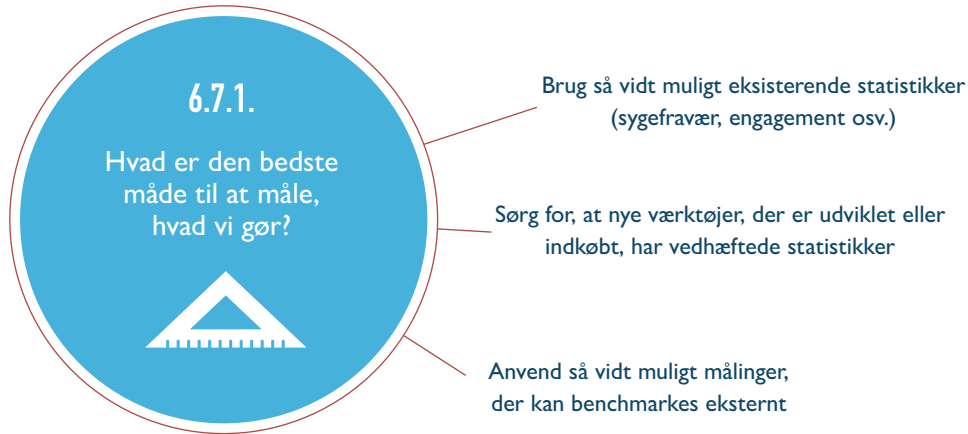 6.7.1.
Hvad er den bedste
måde til at måle,
hvad vi gør?
Brug så vidt muligt eksisterende statistikker
(sygefravær, engagement osv.)
Sørg for, at nye værktøjer, der er udviklet eller
indkøbt, har vedhæftede statistikker
Anvend så vidt muligt målinger,
der kan benchmarkes eksternt